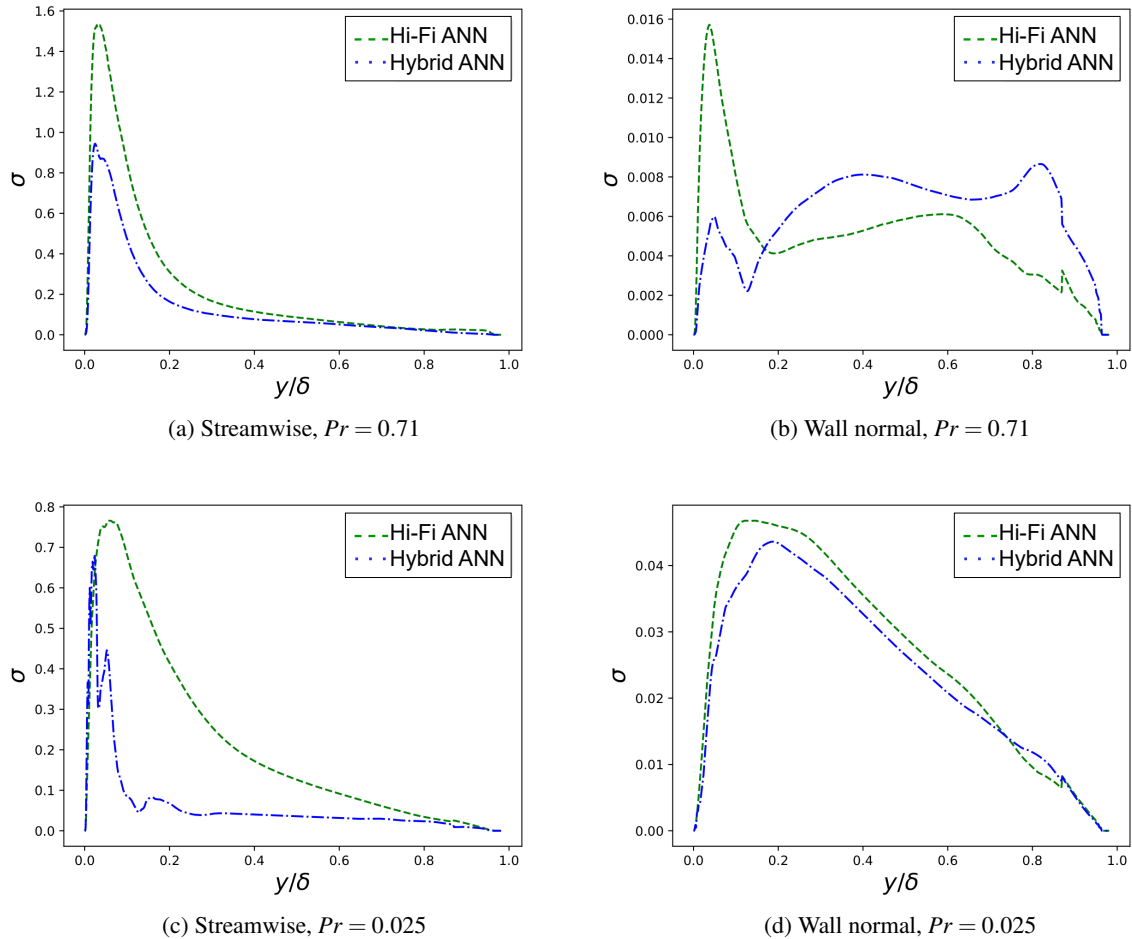 1.6
1.4
1.2
1.0
0.8
0.6
0.4
0.2
0.0
σ
Hi-Fi ANN
Hybrid ANN
0.0 0.2 0.4 0.6 0.8 1.0
y/δ
(a) Streamwise, Pr = 0.71
0.016
0.014
0.012
0.010
0.008
0.006
0.004
0.002
0.000
σ
Hi-Fi ANN
Hybrid ANN
0.0 0.2 0.4 0.6 0.8 1.0
y/δ
(b) Wall normal, Pr = 0.71
0.8
0.7
0.6
0.5
0.4
0.3
0.2
0.1
0.0
σ
Hi-Fi ANN
Hybrid ANN
0.0 0.2 0.4 0.6 0.8 1.0
y/δ
(c) Streamwise, Pr = 0.025
0.04
0.03
0.02
0.01
0.00
σ
Hi-Fi ANN
Hybrid ANN
0.0 0.2 0.4 0.6 0.8 1.0
y/δ
(d) Wall normal, Pr = 0.025